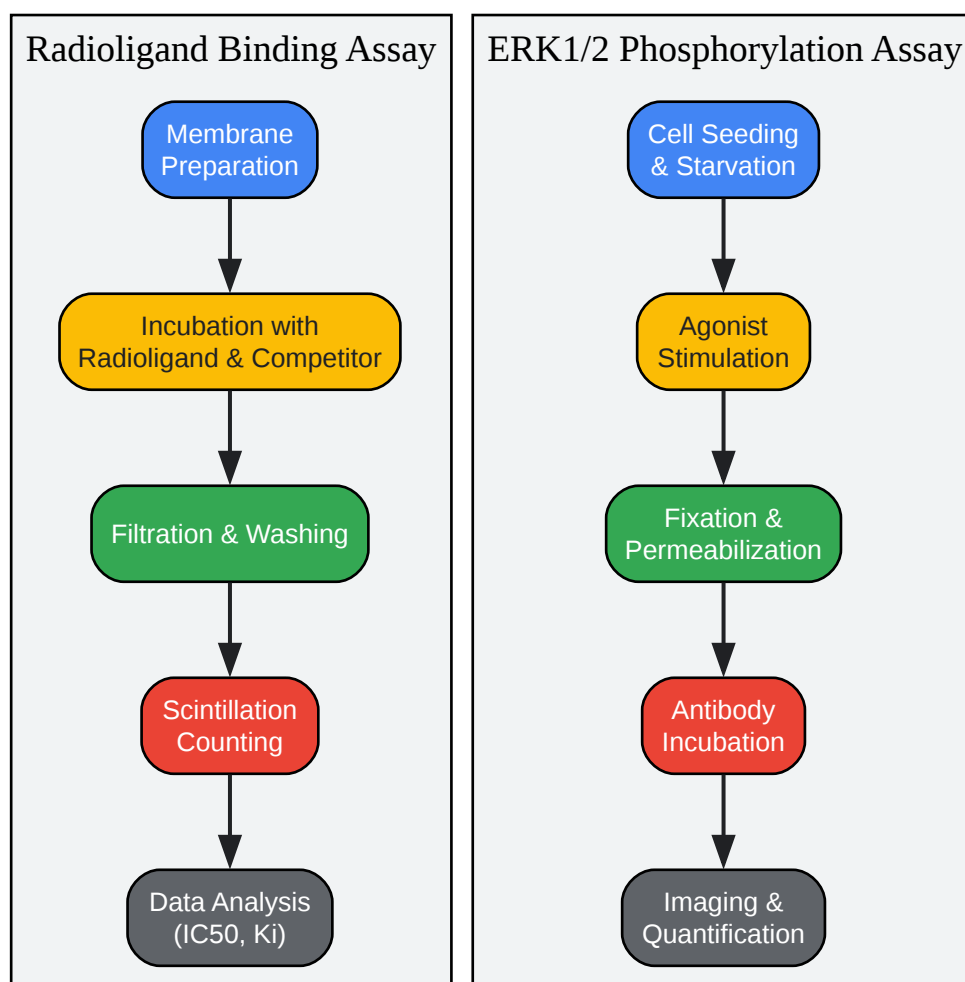 Radioligand Binding Assay
Membrane
Preparation
Incubation with
Radioligand & Competitor
Filtration & Washing
Scintillation
Counting
Data Analysis
(IC50, Ki)
ERK1/2 Phosphorylation Assay
Cell Seeding
& Starvation
Agonist
Stimulation
Fixation &
Permeabilization
Antibody
Incubation
Imaging &
Quantification